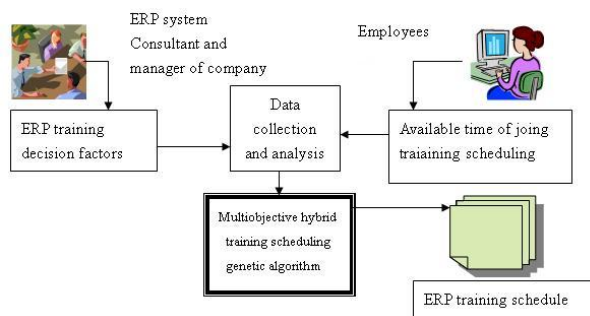 ERP system
Consultant and
manager of company
Employees
ERP training
decision factors
Data
collection
and analysis
Available time of joing
traiaining scheduling
Multiobjective hybrid
training scheduling
genetic algorithm
ERP training schedule